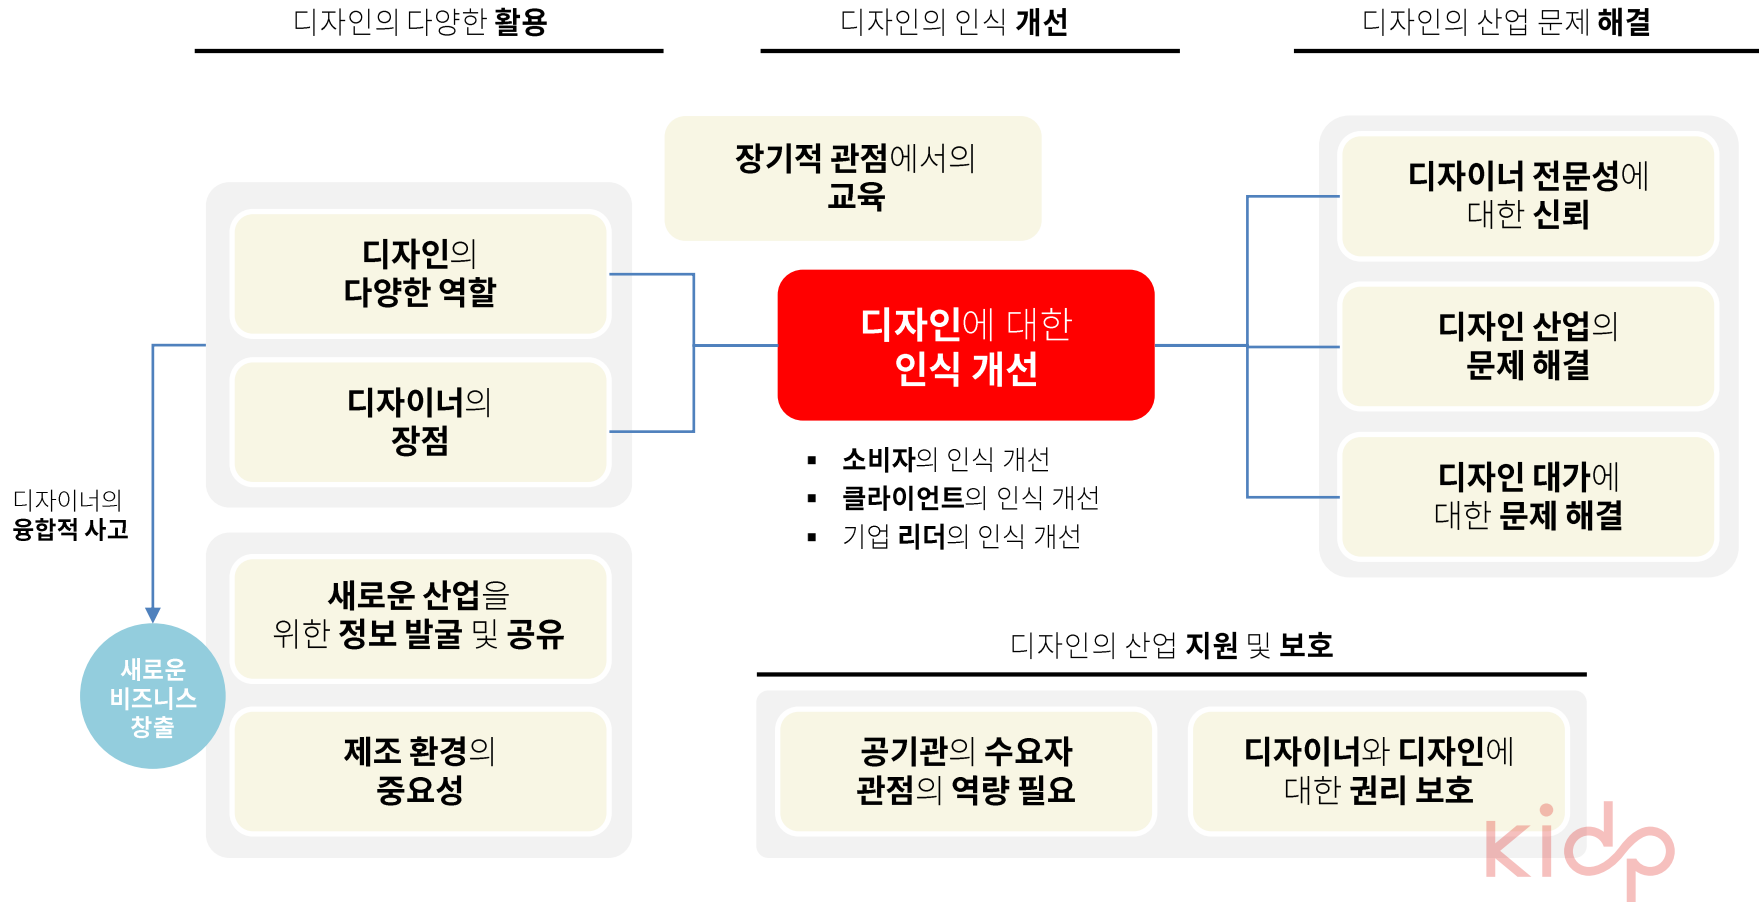 디자인의 다양한 활용
디자인의 인식 개선
디자인의 산업 문제 해결
장기적 관점에서의
교육
디자인의
다양한 역할
디자이너의
장점
디자이너의
융합적 사고
새로운
비즈니스
창출
새로운 산업을
위한 정보 발굴 및 공유
제조 환경의
중요성
디자인에 대한
인식 개선
▪ 소비자의 인식 개선
▪ 클라이언트의 인식 개선
▪ 기업 리더의 인식 개선
디자이너 전문성에
대한 신뢰
디자인 산업의
문제 해결
디자인 대가에
대한 문제 해결
디자인의 산업 지원 및 보호
공기관의 수요자
관점의 역량 필요
디자이너와 디자인에
대한 권리 보호
kidp